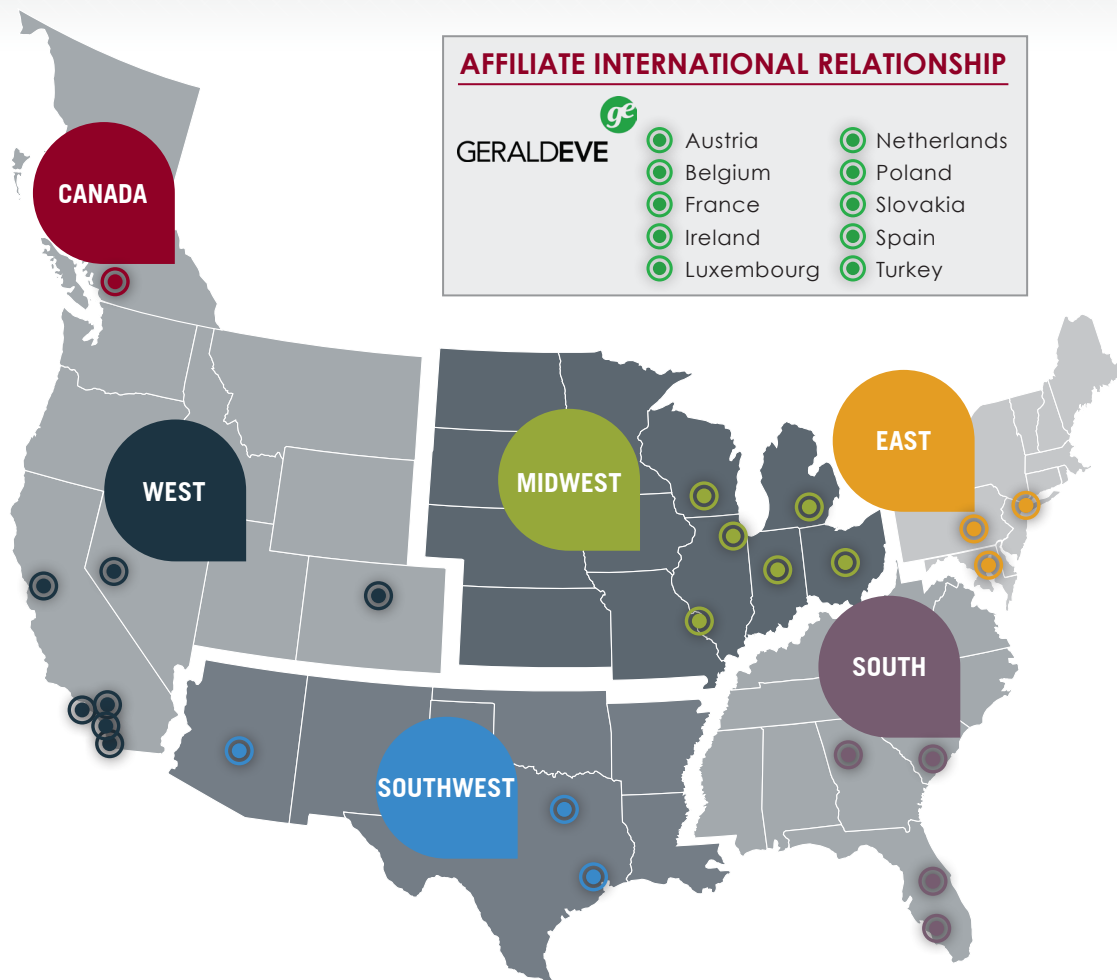 AFFILIATE INTERNATIONAL RELATIONSHIP
ge
GERALDEVE
Austria
Belgium
France
Ireland
Luxembourg
Netherlands
Poland
Slovakia
Spain
Turkey
CANADA
WEST
MIDWEST
EAST
SOUTH
SOUTHWEST